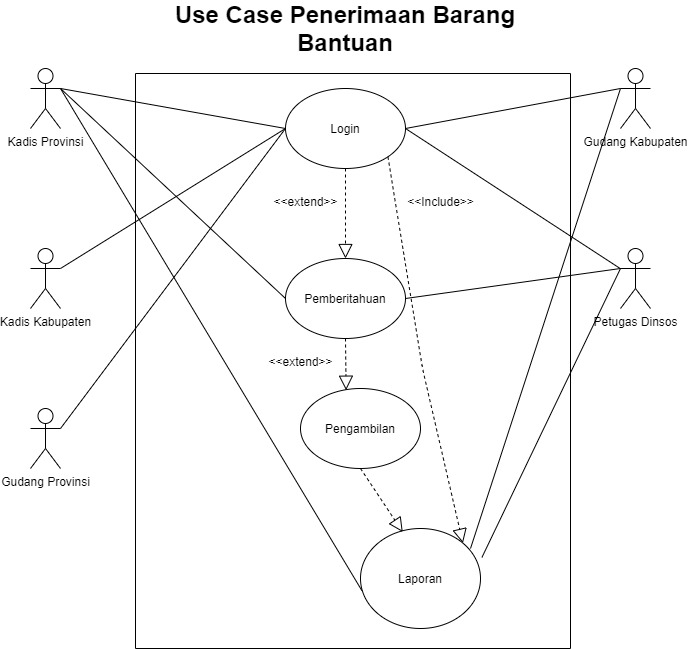 Use Case Penerimaan Barang
Bantuan
Login
Kadis Provinsi
Gudang Kabupaten
<<extend>>
<<Include>>
Pemberitahuan
Kadis Kabupaten
Petugas Dinsos
<<extend>>
Pengambilan
Gudang Provinsi
Laporan